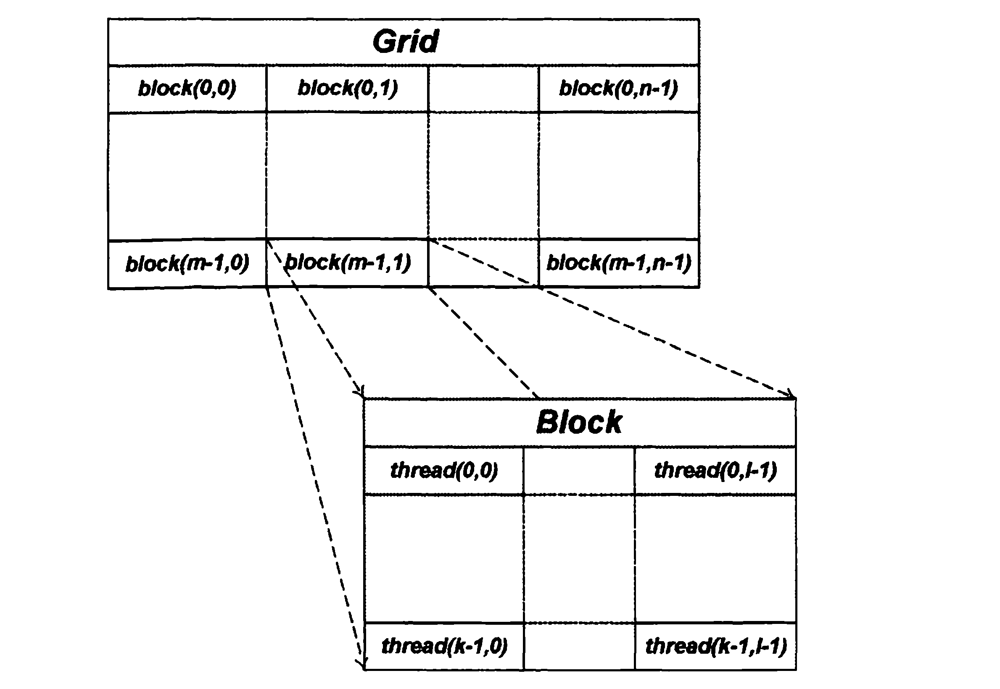 Grid
block(0,0) block(0,1) block(0,n-1)
block(m-1,0) block(m-1,1) block(m-1,n-1)
Block
thread(0,0) thread(0,l-1)
thread(k-1,0) thread(k-1,l-1)